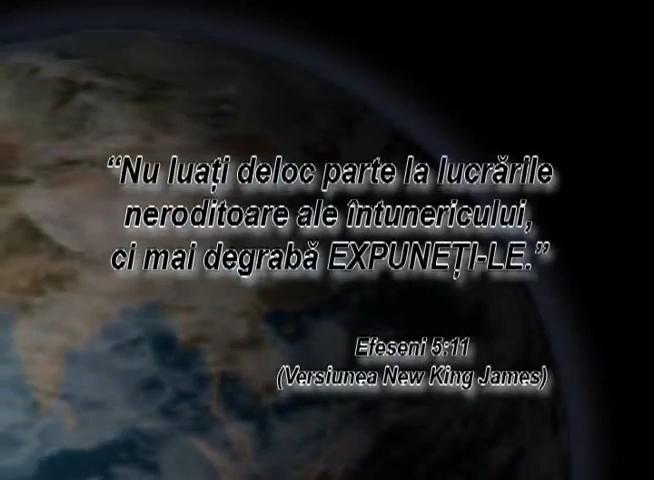 “Nu luați deloc parte la lucrările
neroditoare ale întunericului,
ci mai degrabă EXPUNEȚI-LE.”
Efeseni 5:11
(Versiunea New King James)